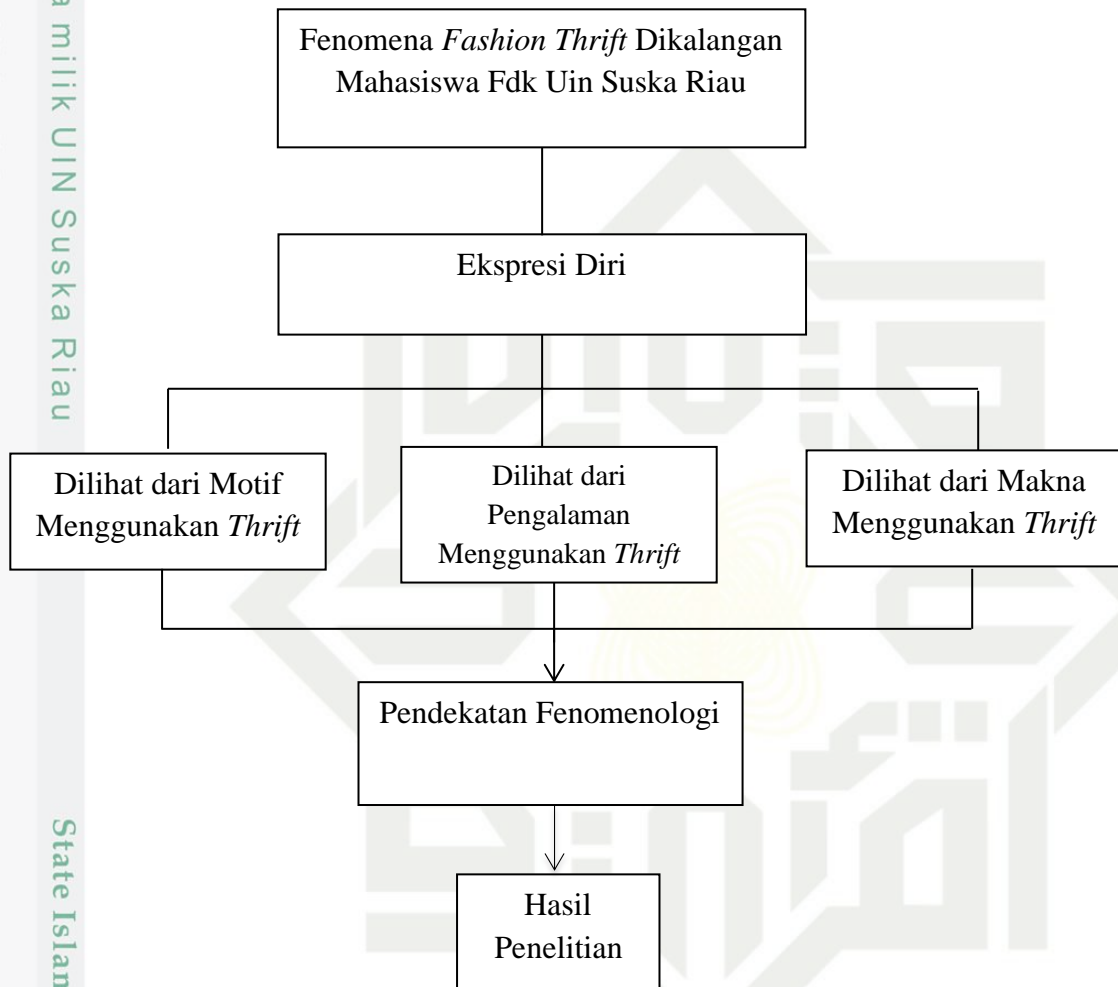 a milik UIN Suska Riau
State Islam
Fenomena Fashion Thrift Dikalangan
Mahasiswa Fdk Uin Suska Riau
Ekspresi Diri
Dilihat dari Motif
Menggunakan Thrift
Dilihat dari
Pengalaman
Menggunakan Thrift
Dilihat dari Makna
Menggunakan Thrift
Pendekatan Fenomenologi
Hasil
Penelitian